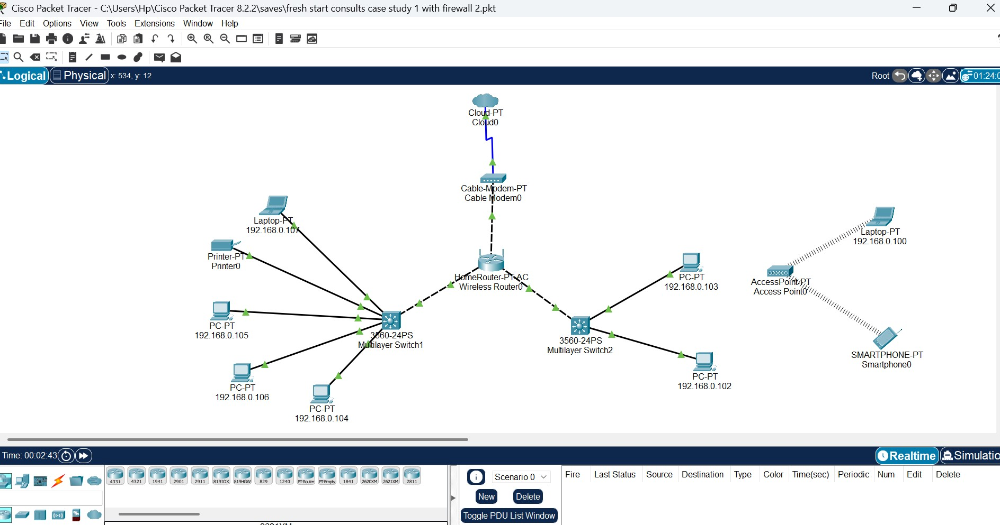 Cisco Packet Tracer - C:\Users\Hp\Cisco Packet Tracer 8.2.2\saves\fresh start consults case study 1 with firewall 2.pkt
File Edit Options View Tools Extensions Window Help
Logical Physical x: 534, y: 12 Root 01:24:0
Cloud-PT
Cloud0
Cable-Modem-PT
Cable Modem0
Laptop-PT
192.168.0.107
Printer-PT
Printer0
HomeRouter-PT-AC
Wireless Router0
PC-PT
192.168.0.103
Laptop-PT
192.168.0.100
AccessPoint-PT
Access Point0
PC-PT
192.168.0.105
3560-24PS
Multilayer Switch1
3560-24PS
Multilayer Switch2
SMARTPHONE-PT
Smartphone0
PC-PT
192.168.0.106
PC-PT
192.168.0.104
PC-PT
192.168.0.102
Time: 00:02:43 Realtime Simulatio
4331 4321 1941 2901 2911 819IOX 819HGW 829 1240 PT-Router PT-Empty 1841 2620XM 2621XM 2811
Scenario 0
New Delete
Toggle PDU List Window
Fire Last Status Source Destination Type Color Time(sec) Periodic Num Edit Delete